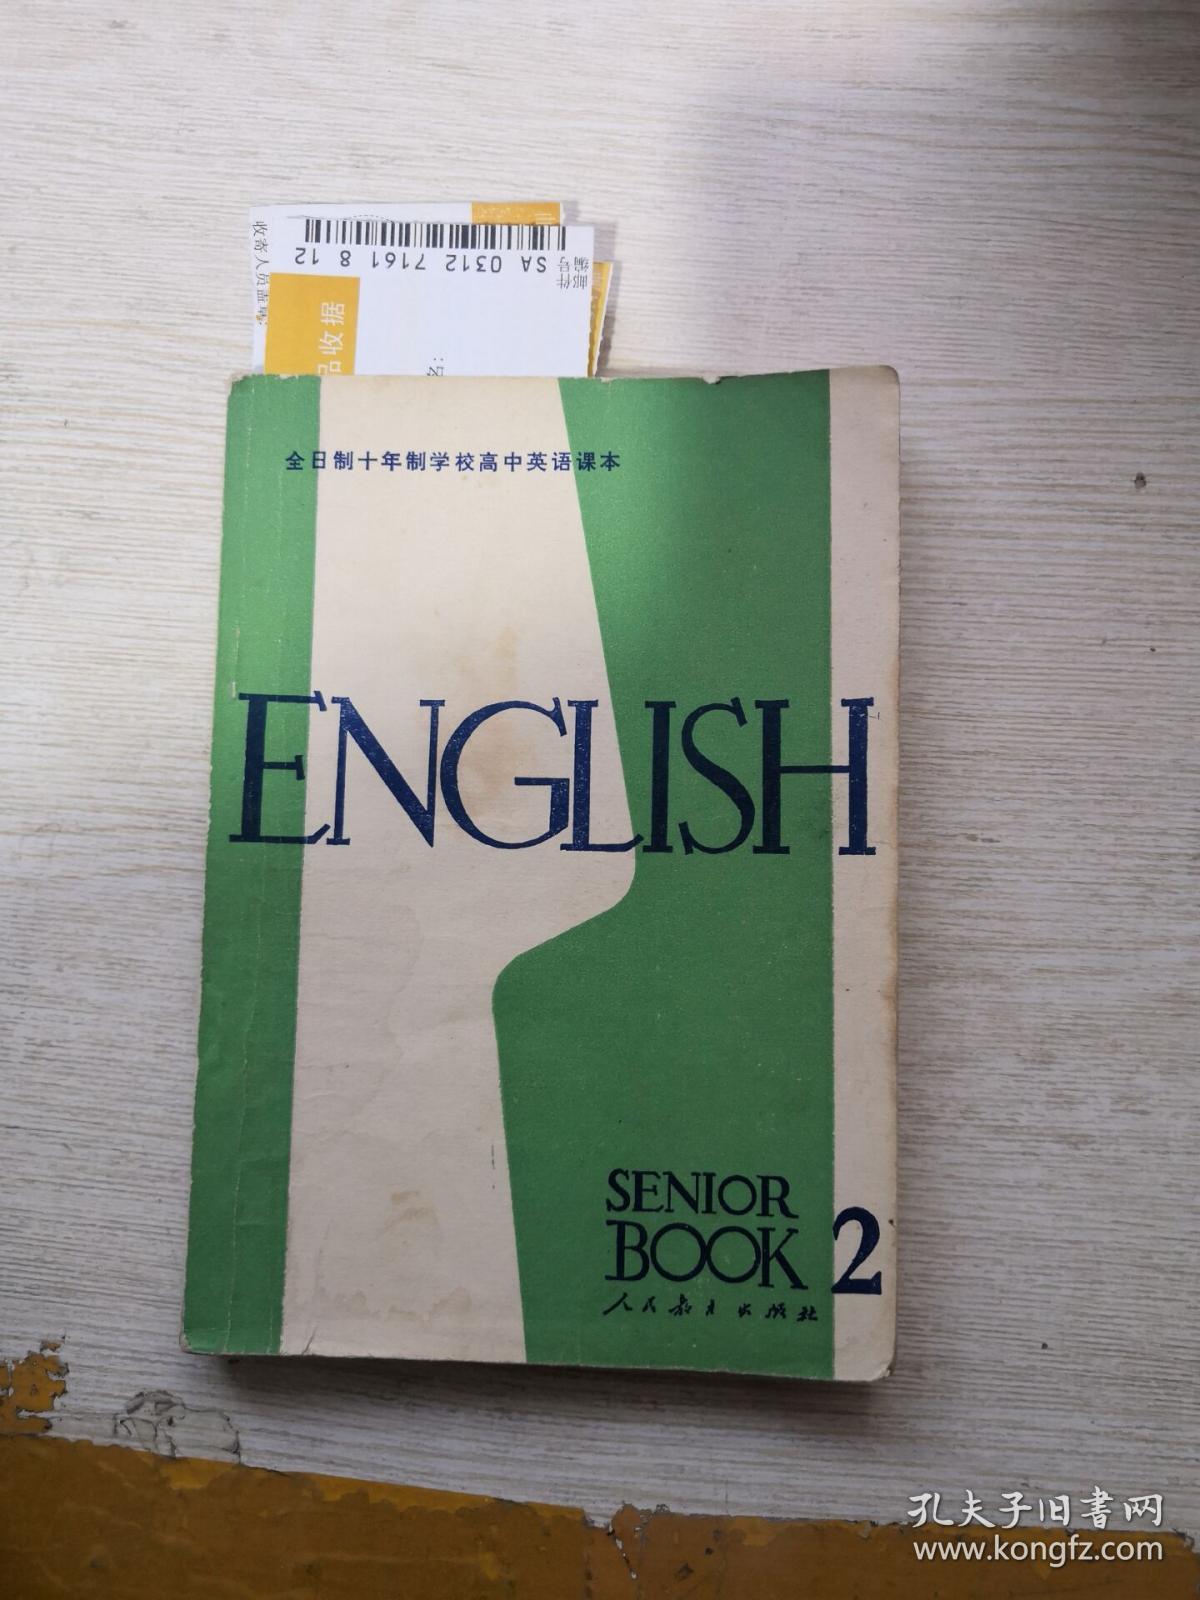 收寄人员盖章:
SA 0312 7161 8 12
邮件
编号
品收据
全日制十年制学校高中英语课本
ENGLISH
SENIOR
BOOK 2
人民教育出版社
孔夫子旧书网
www.kongfz.com